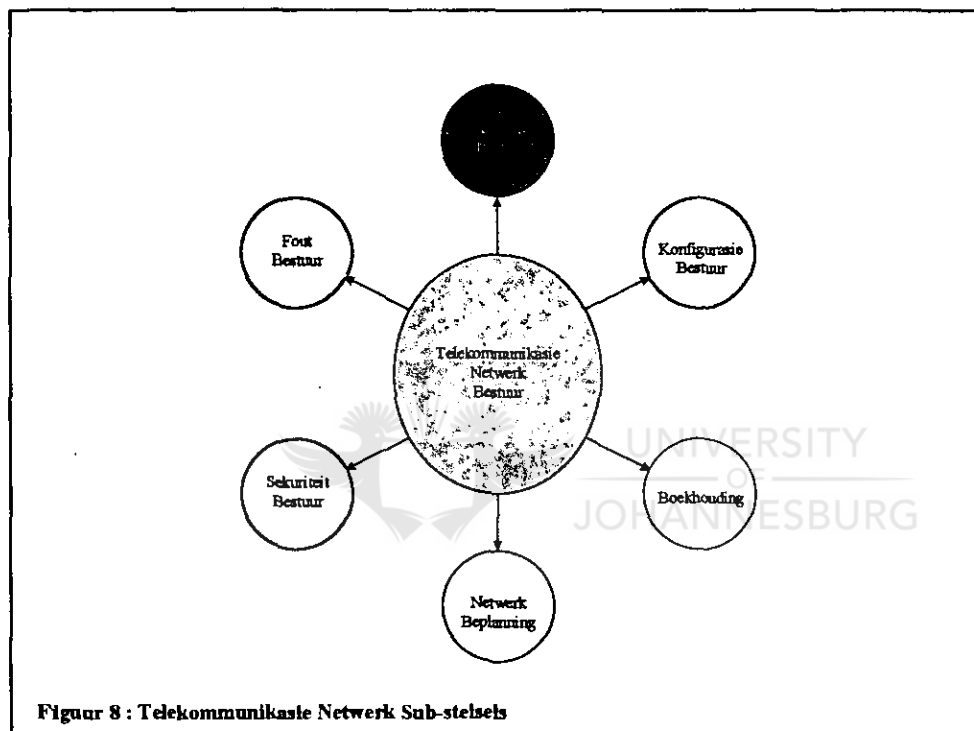 Fout
Bestuur
Konfigurasie
Bestuur
Telekommunikasie
Netwerk
Bestuur
Sekuriteit
Bestuur
UNIVERSITY
OF
JOHANNESBURG
Boekhouding
Netwerk
Beplanning
Figuur 8 : Telekommunikasie Netwerk Sub-stelsels